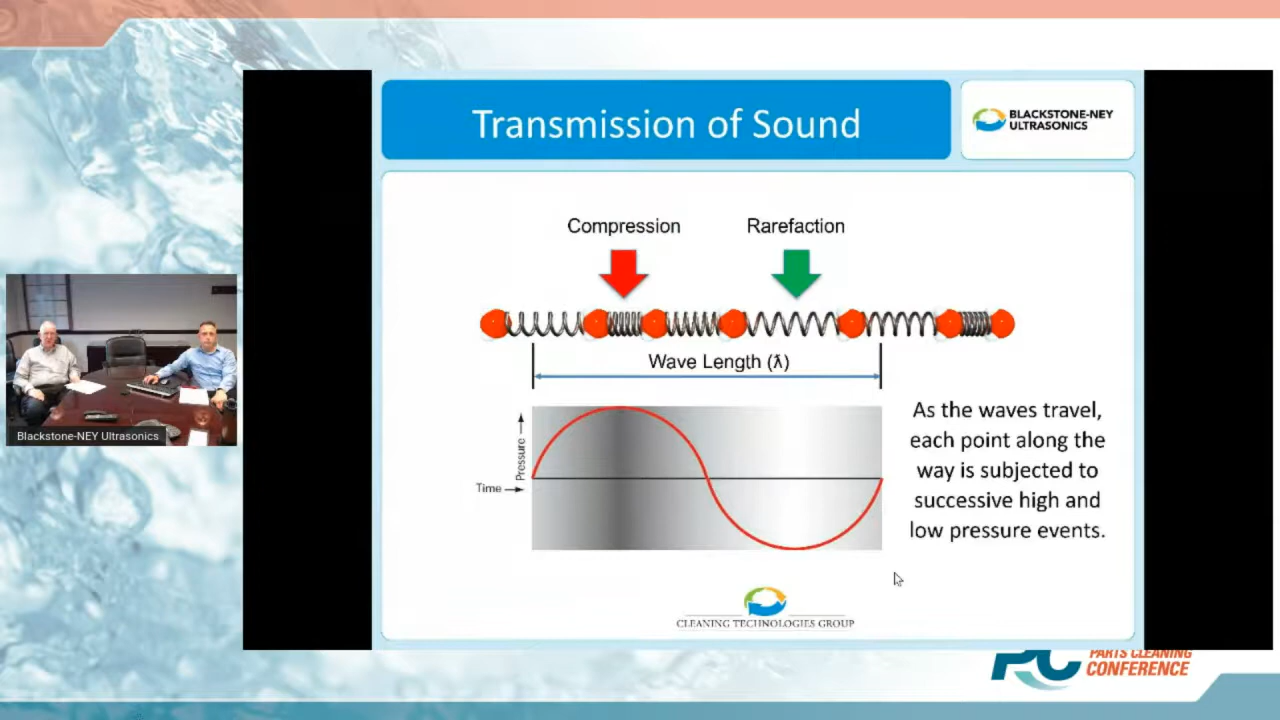 Transmission of Sound
BLACKSTONE-NEY
ULTRASONICS
Compression
Rarefaction
Wave Length (ƛ)
Pressure
Time
As the waves travel,
each point along the
way is subjected to
successive high and
low pressure events.
CLEANING TECHNOLOGIES GROUP
Blackstone-NEY Ultrasonics
PC
PARTS CLEANING
CONFERENCE